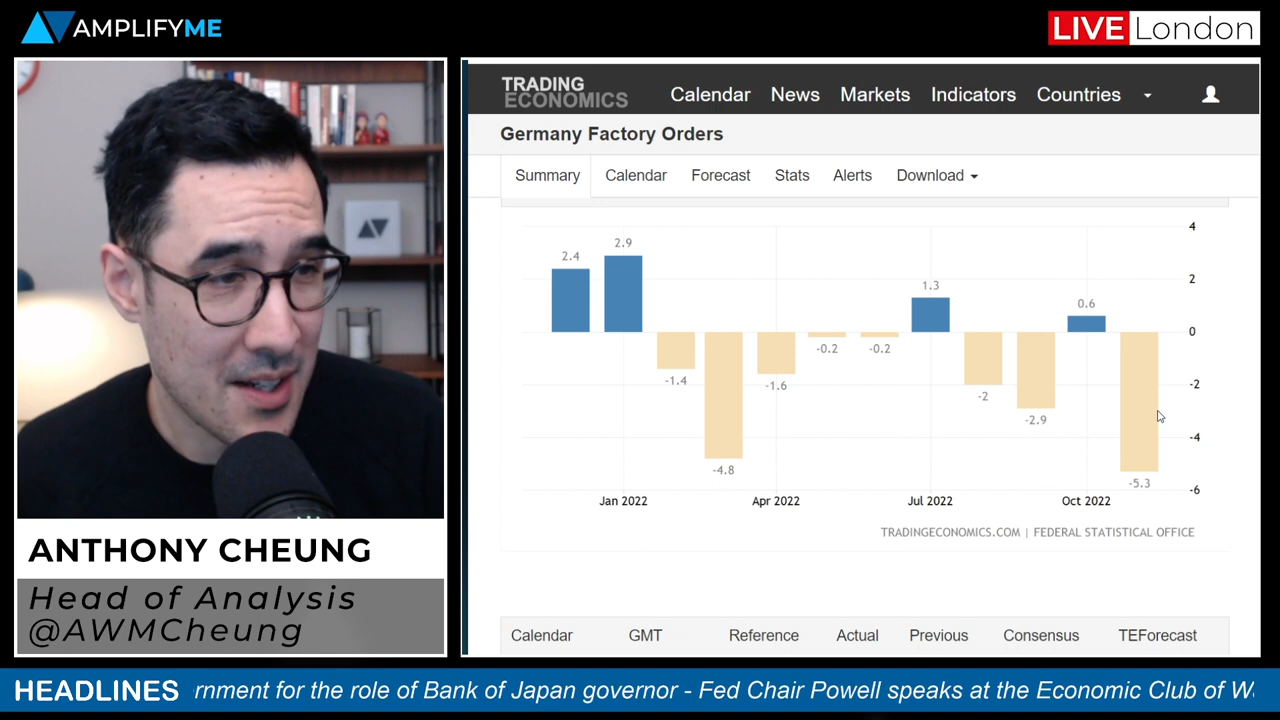 AMPLIFYME
LIVE London
TRADING
ECONOMICS
Calendar News Markets Indicators Countries
Germany Factory Orders
Summary Calendar Forecast Stats Alerts Download
4
2
0
-2
-4
-6
2.4
2.9
-1.4
-4.8
-1.6
-0.2
-0.2
1.3
-2
-2.9
0.6
-5.3
Jan 2022 Apr 2022 Jul 2022 Oct 2022
TRADINGECONOMICS.COM | FEDERAL STATISTICAL OFFICE
Calendar GMT Reference Actual Previous Consensus TEForecast
ANTHONY CHEUNG
Head of Analysis
@AWMCheung
HEADLINES rnment for the role of Bank of Japan governor - Fed Chair Powell speaks at the Economic Club of W